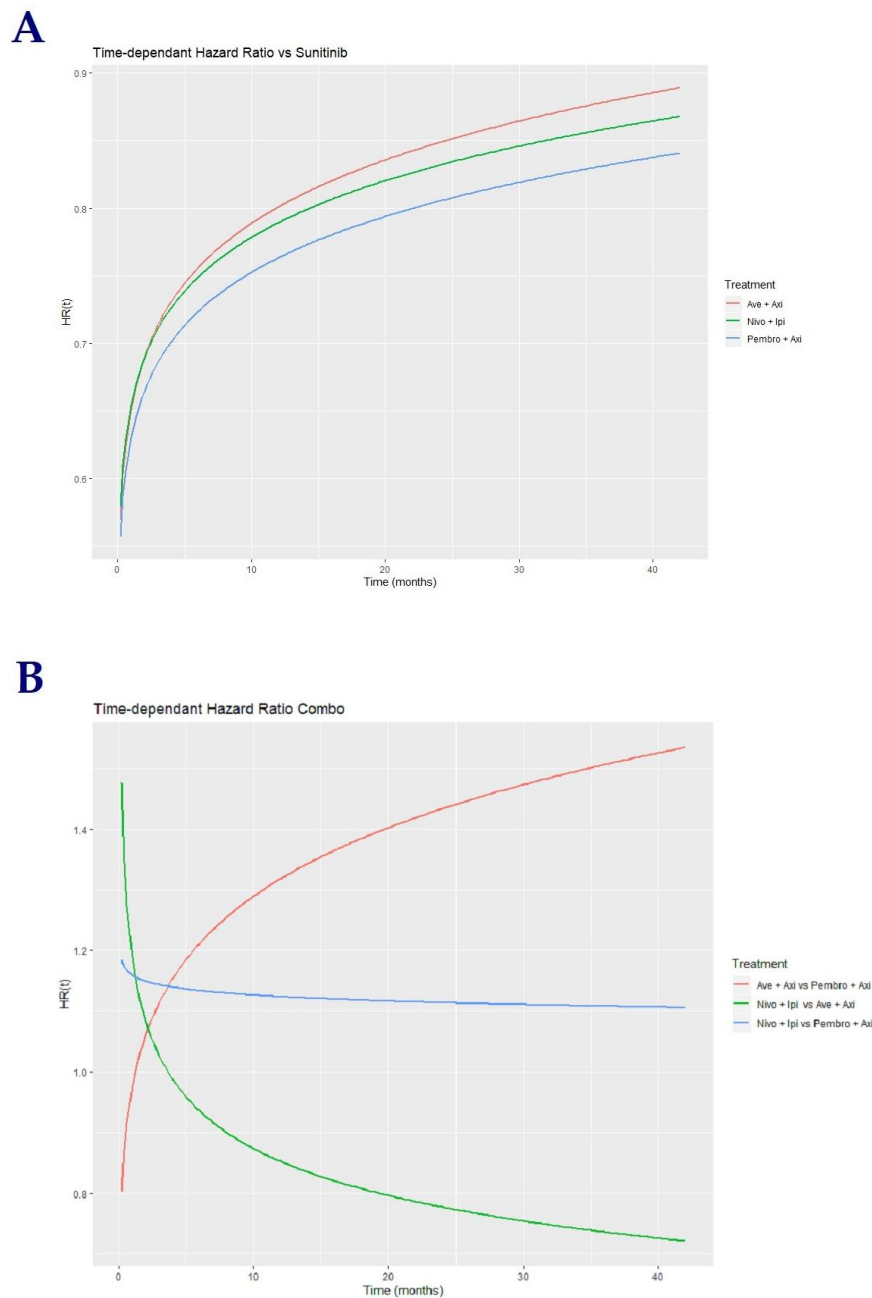 A
Time-dependant Hazard Ratio vs Sunitinib
0.9
0.8
0.7
0.6
HR(t)
0
10
20
30
40
Time (months)
Treatment
Ave + Axi
Nivo + Ipi
Pembro + Axi
B
Time-dependant Hazard Ratio Combo
1.4
1.2
1.0
0.8
HR(t)
0
10
20
30
40
Time (months)
Treatment
Ave + Axi vs Pembro + Axi
Nivo + Ipi vs Ave + Axi
Nivo + Ipi vs Pembro + Axi